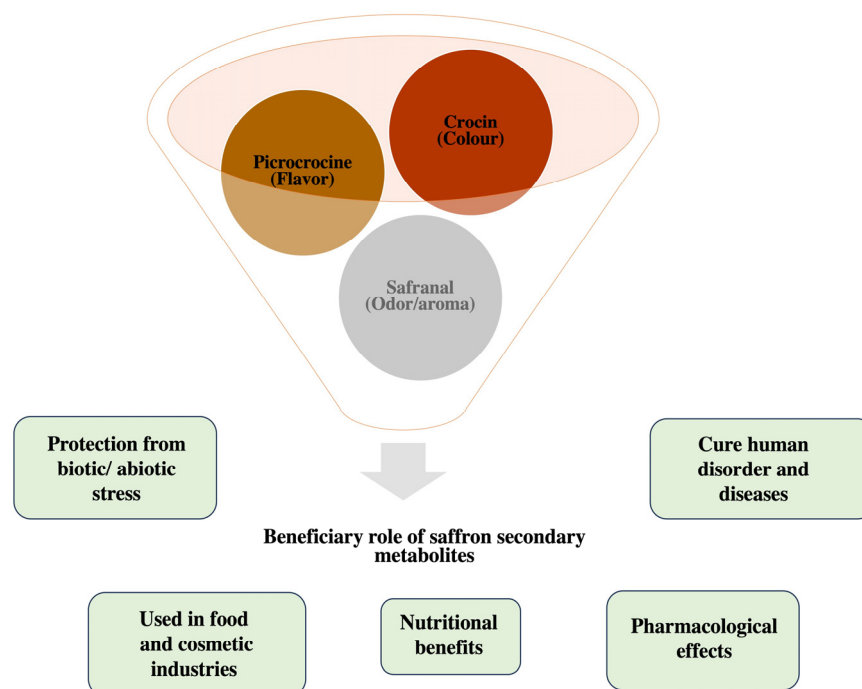 Crocin
(Colour)
Picrocrocine
(Flavor)
Safranal
(Odor/aroma)
Protection from
biotic/ abiotic
stress
Cure human
disorder and
diseases
Beneficiary role of saffron secondary
metabolites
Used in food
and cosmetic
industries
Nutritional
benefits
Pharmacological
effects